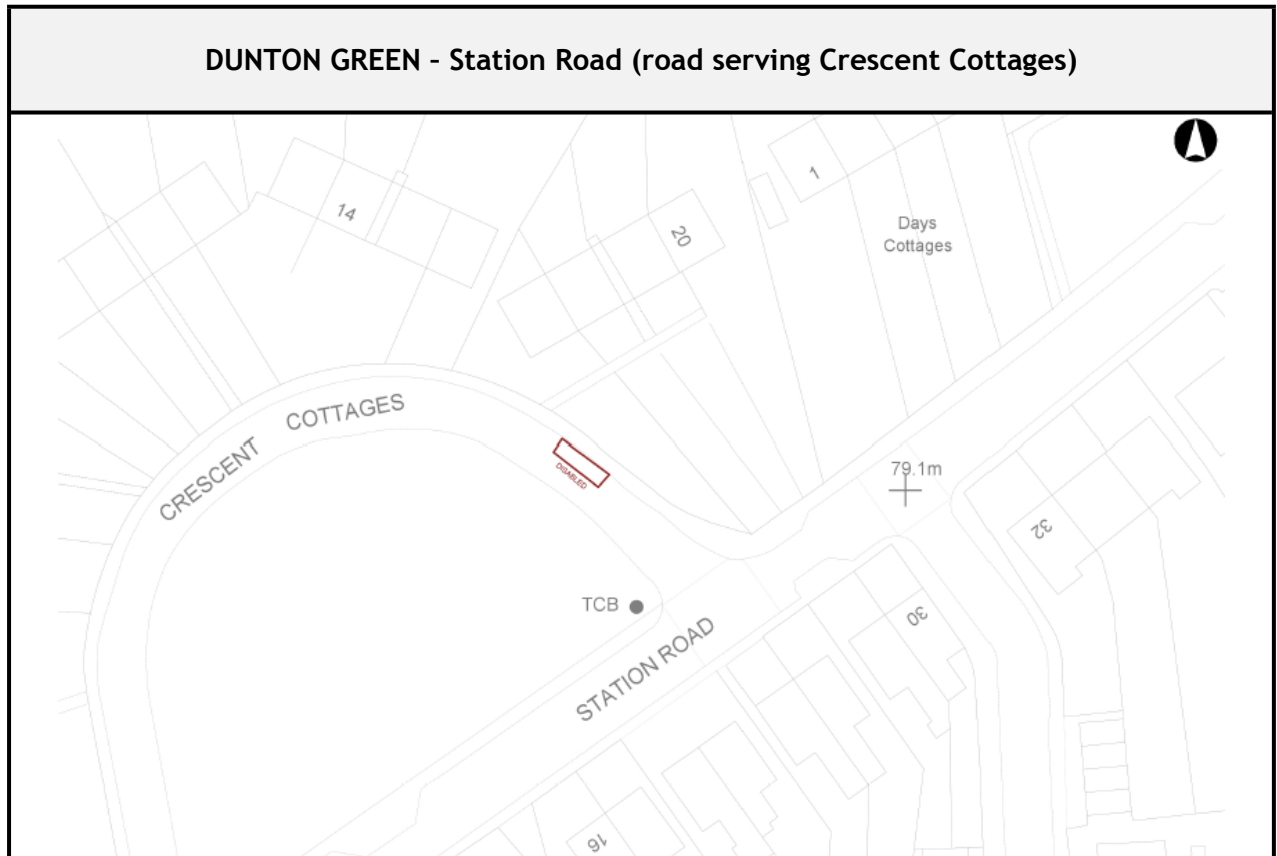 DUNTON GREEN – Station Road (road serving Crescent Cottages)
1
14
20
Days
Cottages
CRESCENT COTTAGES
DISABLED
79.1m
32
TCB
30
STATION ROAD
16